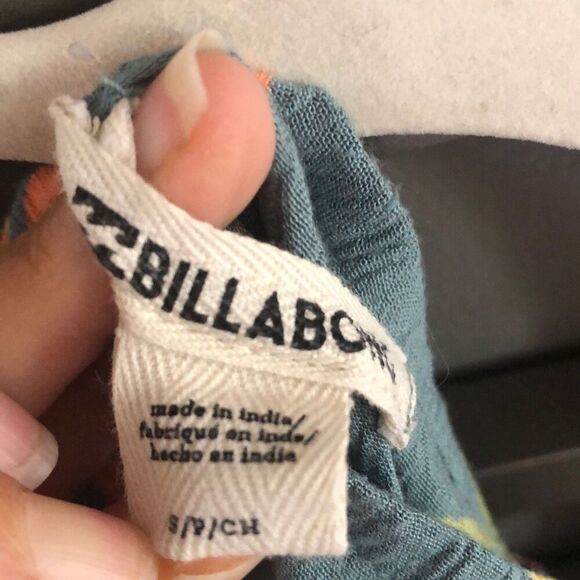 BILLABONG
made in india/
fabriqué en inde/
hecho en india
S/P/CH